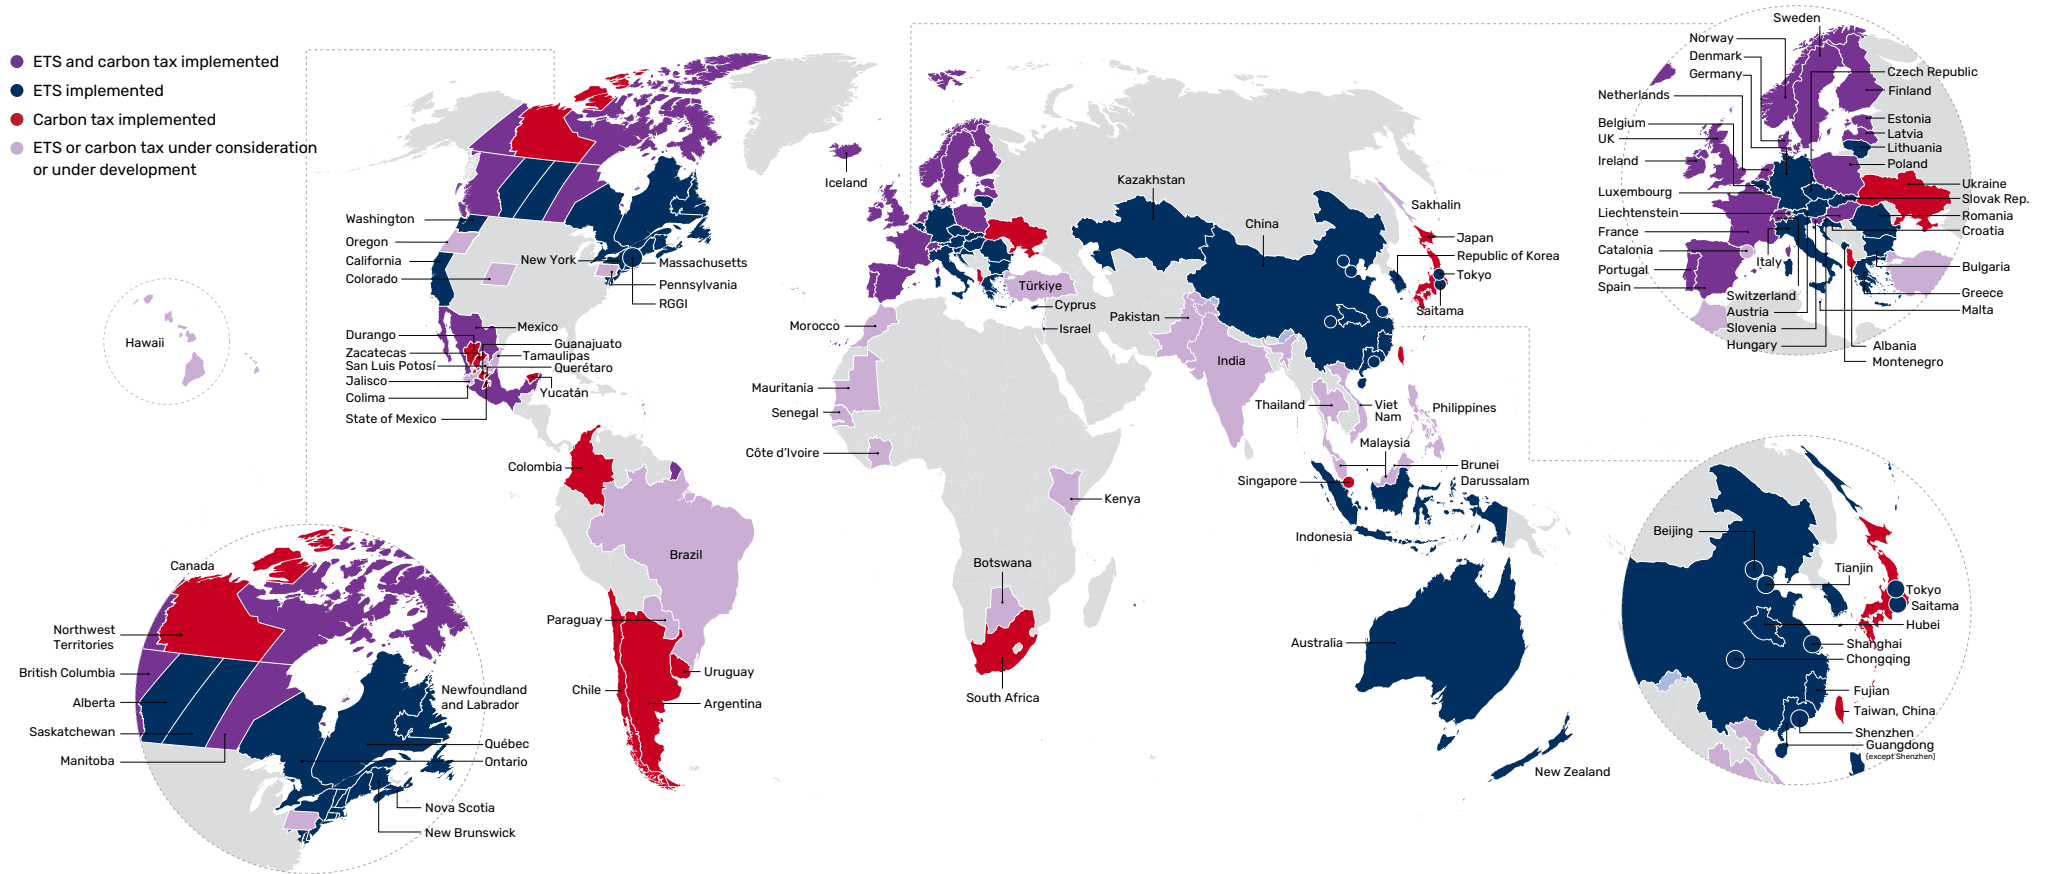 ETS and carbon tax implemented
ETS implemented
Carbon tax implemented
ETS or carbon tax under consideration
or under development
Hawaii
Washington
Oregon
California
Colorado
New York
Massachusetts
Pennsylvania
RGGI
Durango
Zacatecas
San Luis Potosí
Jalisco
Colima
State of Mexico
Mexico
Guanajuato
Tamaulipas
Querétaro
Yucatán
Colombia
Brazil
Paraguay
Chile
Uruguay
Argentina
Canada
Northwest
Territories
British Columbia
Alberta
Saskatchewan
Manitoba
Newfoundland
and Labrador
Québec
Ontario
Nova Scotia
New Brunswick
Iceland
Morocco
Mauritania
Senegal
Côte d'Ivoire
Türkiye
Cyprus
Israel
Kenya
Botswana
South Africa
Kazakhstan
China
Pakistan
India
Thailand
Viet
Nam
Philippines
Malaysia
Singapore
Brunei
Darussalam
Indonesia
Australia
New Zealand
Sakhalin
Japan
Republic of Korea
Tokyo
Saitama
Sweden
Norway
Denmark
Germany
Netherlands
Belgium
UK
Ireland
Luxembourg
Liechtenstein
France
Catalonia
Portugal
Spain
Italy
Switzerland
Austria
Slovenia
Hungary
Czech Republic
Finland
Estonia
Latvia
Lithuania
Poland
Ukraine
Slovak Rep.
Romania
Croatia
Bulgaria
Greece
Malta
Albania
Montenegro
Beijing
Tianjin
Tokyo
Saitama
Hubei
Shanghai
Chongqing
Fujian
Taiwan, China
Shenzhen
Guangdong
(except Shenzhen)